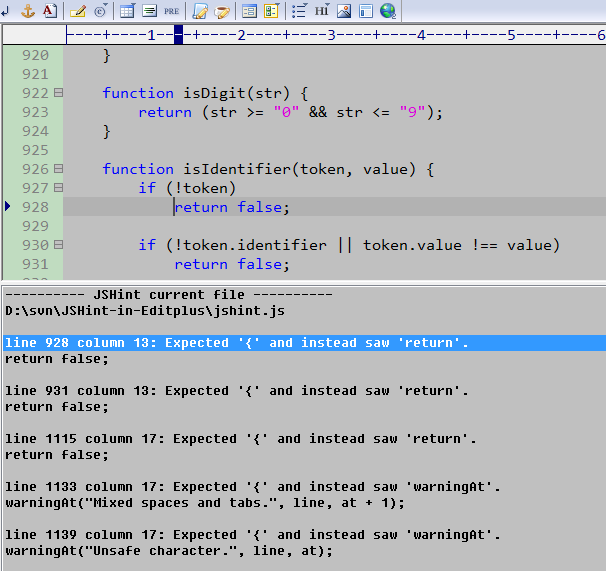 A HI PRE
----+----1----+----2----+----3----+----4----+----5----+----6
920 }
921
922 function isDigit(str) {
923 return (str >= "0" && str <= "9");
924 }
925
926 function isIdentifier(token, value) {
927 if (!token)
928 return false;
929
930 if (!token.identifier || token.value !== value)
931 return false;
---------- JSHint current file ----------
D:\svn\JSHint-in-Editplus\jshint.js
line 928 column 13: Expected '{' and instead saw 'return'.
return false;
line 931 column 13: Expected '{' and instead saw 'return'.
return false;
line 1115 column 17: Expected '{' and instead saw 'return'.
return false;
line 1133 column 17: Expected '{' and instead saw 'warningAt'.
warningAt("Mixed spaces and tabs.", line, at + 1);
line 1139 column 17: Expected '{' and instead saw 'warningAt'.
warningAt("Unsafe character.", line, at);